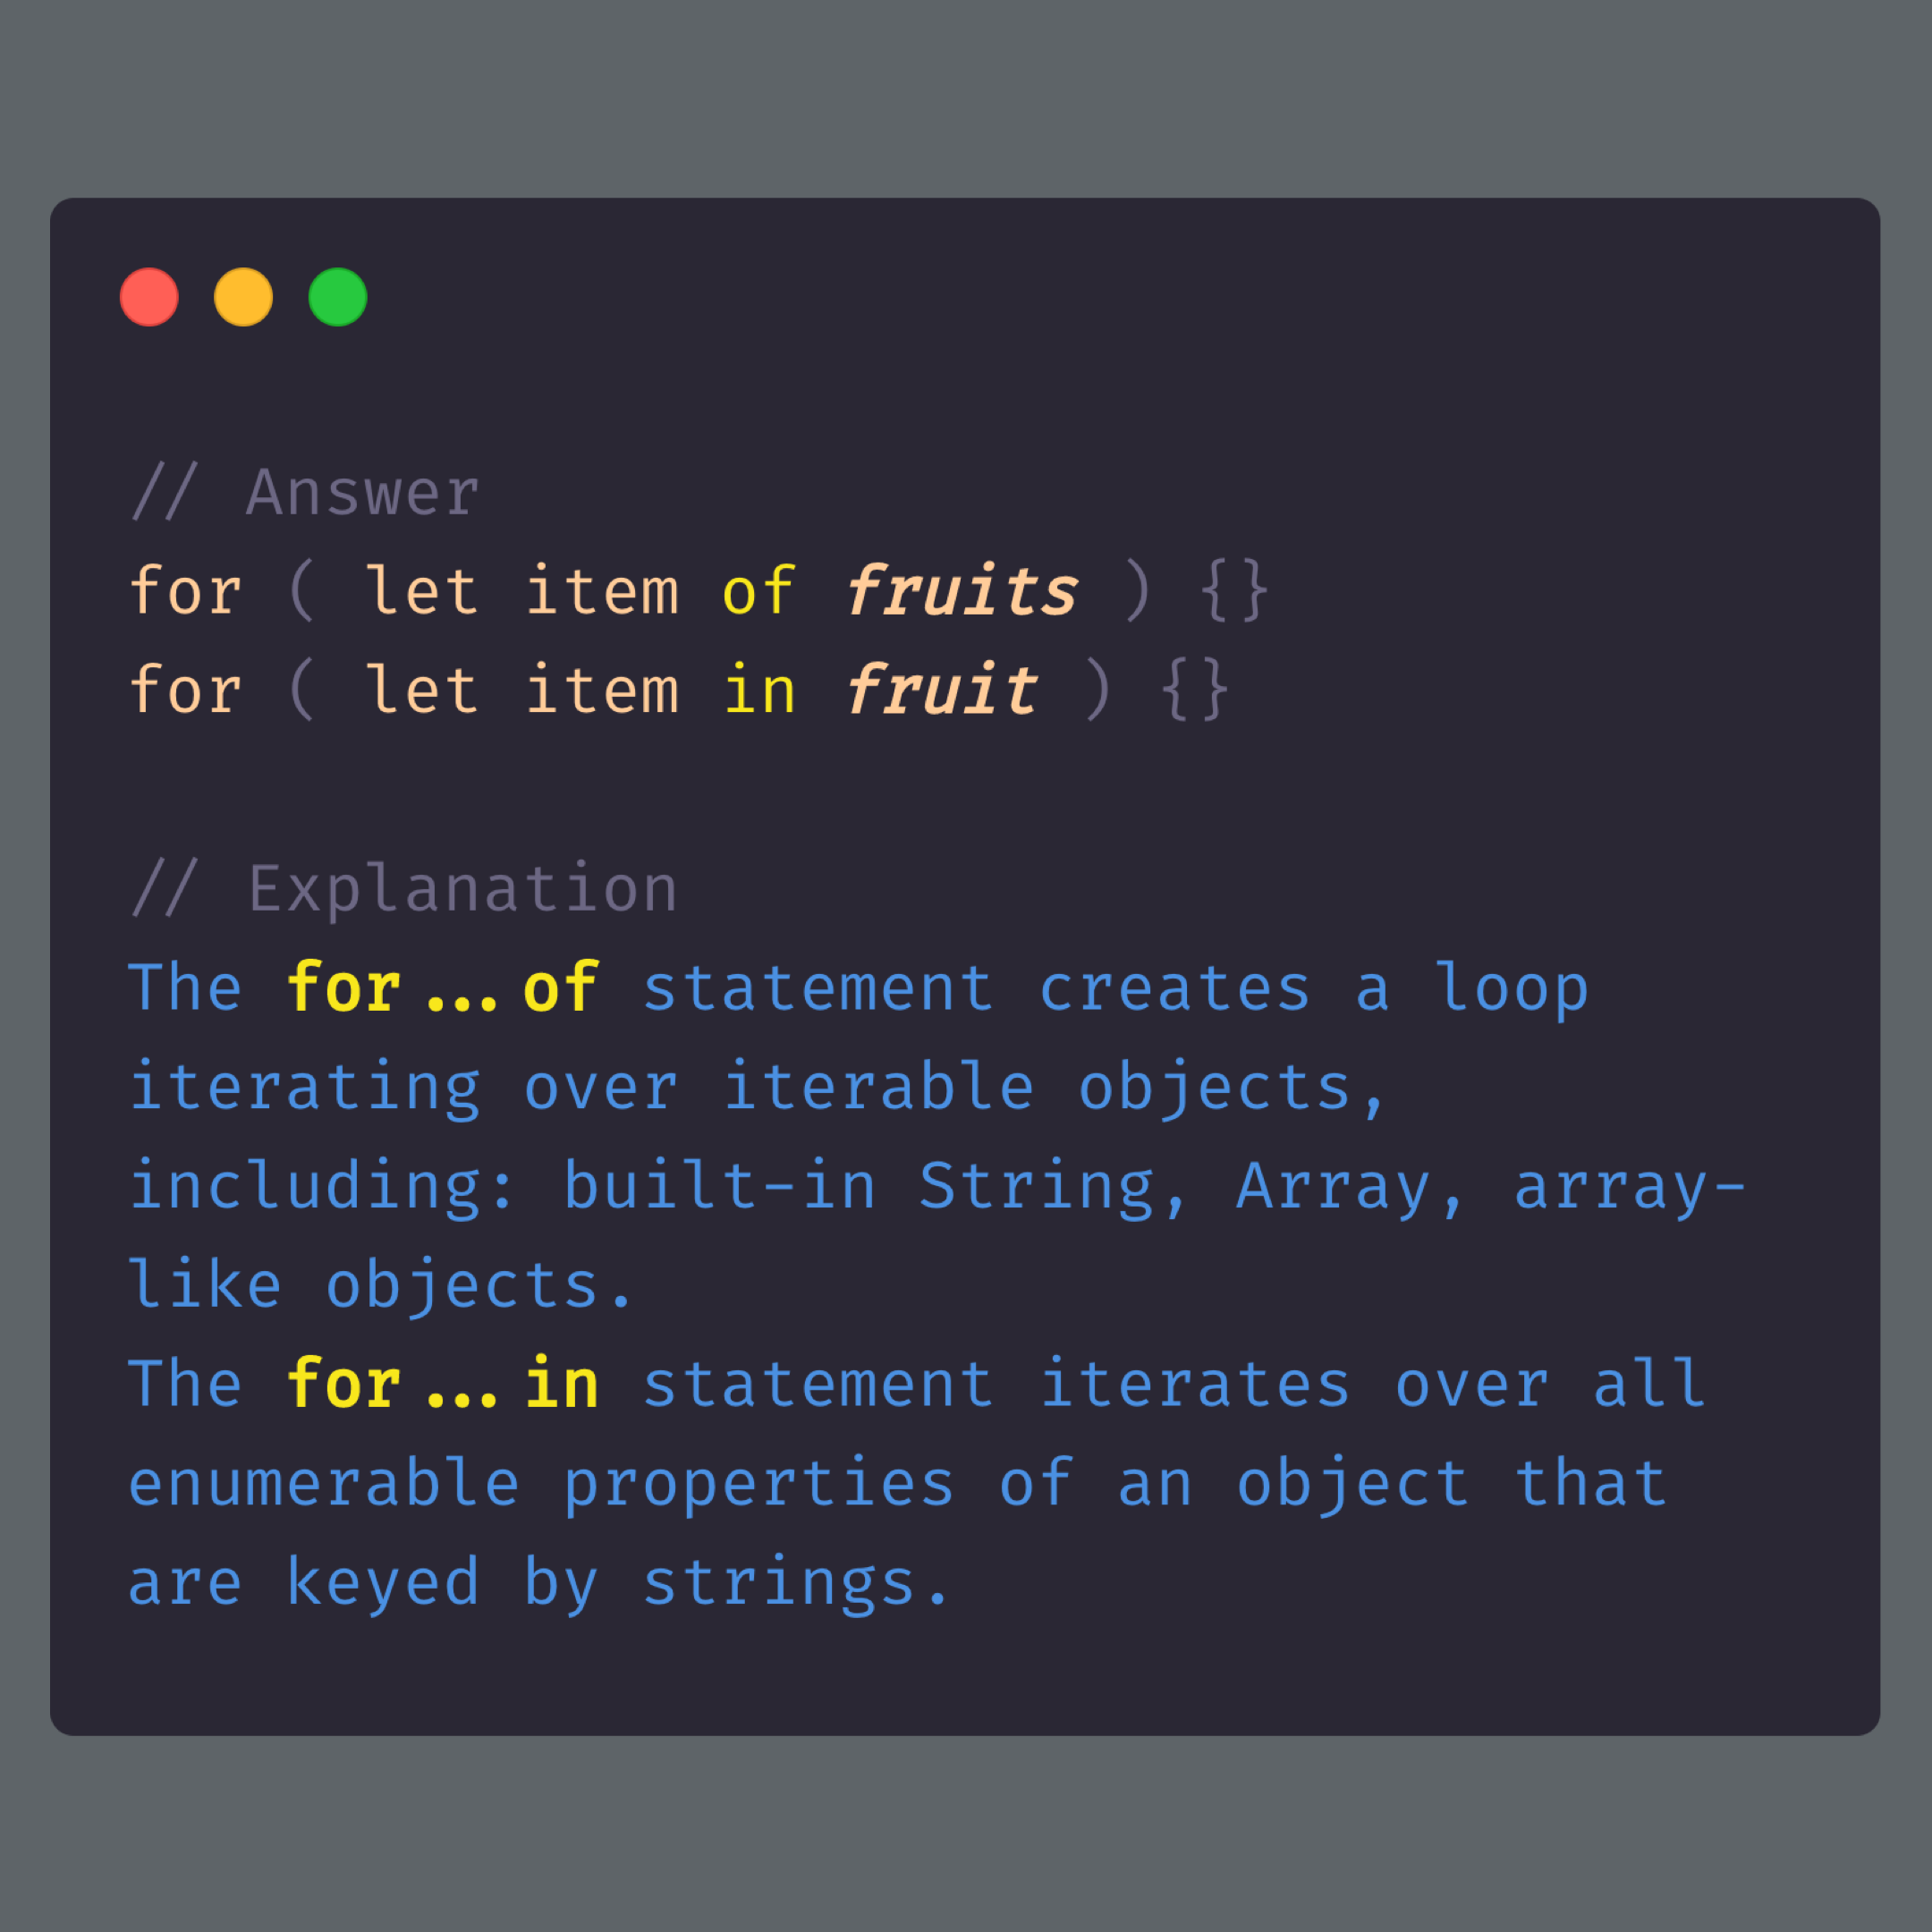 // Answer
for ( let item of fruits ) {}
for ( let item in fruit ) {}
// Explanation
The for...of statement creates a loop
iterating over iterable objects,
including: built-in String, Array, array-
like objects.
The for...in statement iterates over all
enumerable properties of an object that
are keyed by strings.